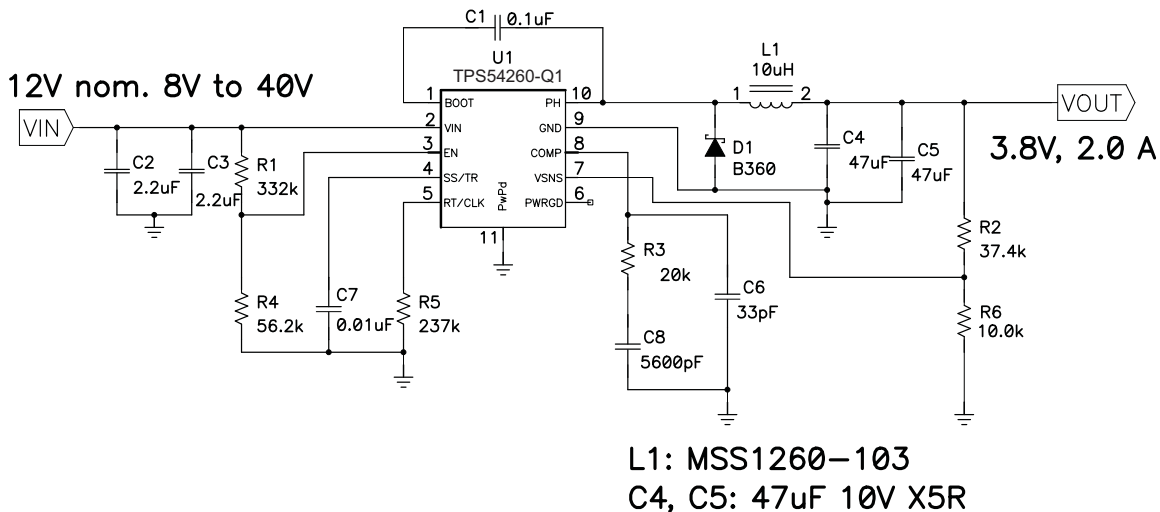 C1
0.1uF
U1
TPS54260-Q1
L1
10uH
12V nom. 8V to 40V
VIN
VOUT
3.8V, 2.0 A
1 BOOT
PH 10
2 VIN
GND 9
3 EN
COMP 8
4 SS/TR
VSNS 7
5 RT/CLK
PWRGD 6
PwPd
11
1 2
C2
2.2uF
C3
2.2uF
R1
332k
D1
B360
C4
47uF
C5
47uF
R2
37.4k
R3
20k
C6
33pF
R4
56.2k
C7
0.01uF
R5
237k
C8
5600pF
R6
10.0k
L1: MSS1260-103
C4, C5: 47uF 10V X5R